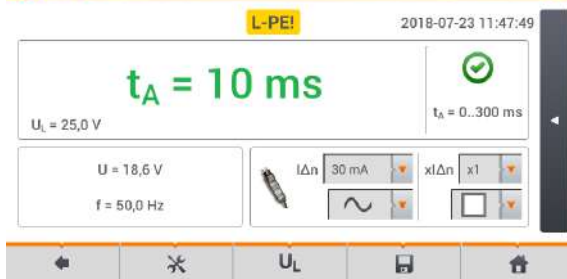 L-PE!
2018-07-23 11:47:49
tA = 10 ms
UL = 25,0 V
tA = 0..300 ms
U = 18,6 V
f = 50,0 Hz
IΔn 30 mA xIΔn x1
UL